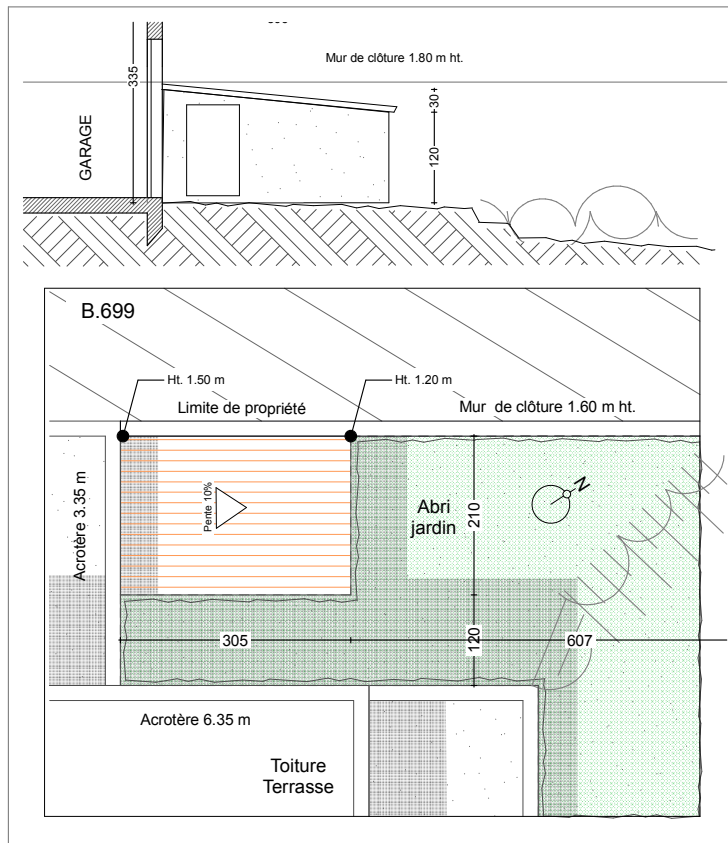 Mur de clôture 1.80 m ht.
335
30
GARAGE
120
B.699
Ht. 1.50 m
Ht. 1.20 m
Limite de propriété
Mur de clôture 1.60 m ht.
Acrotère 3.35 m
Pente 10%
Abri
jardin
210
N
305
120
607
Acrotère 6.35 m
Toiture
Terrasse